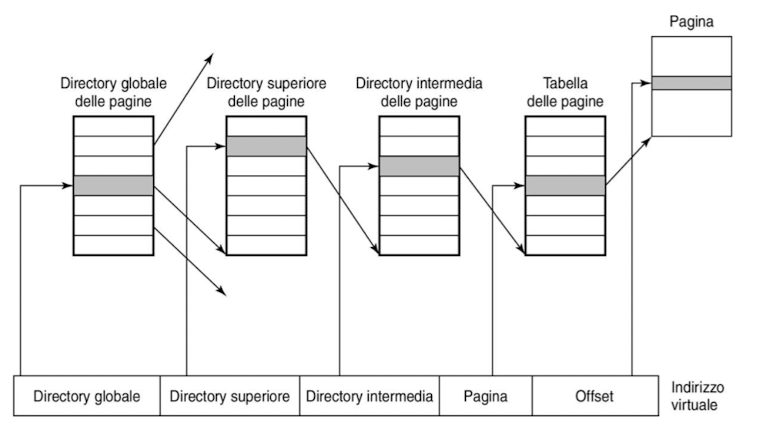 Pagina
Directory globale
delle pagine
Directory superiore
delle pagine
Directory intermedia
delle pagine
Tabella
delle pagine
Directory globale
Directory superiore
Directory intermedia
Pagina
Offset
Indirizzo
virtuale